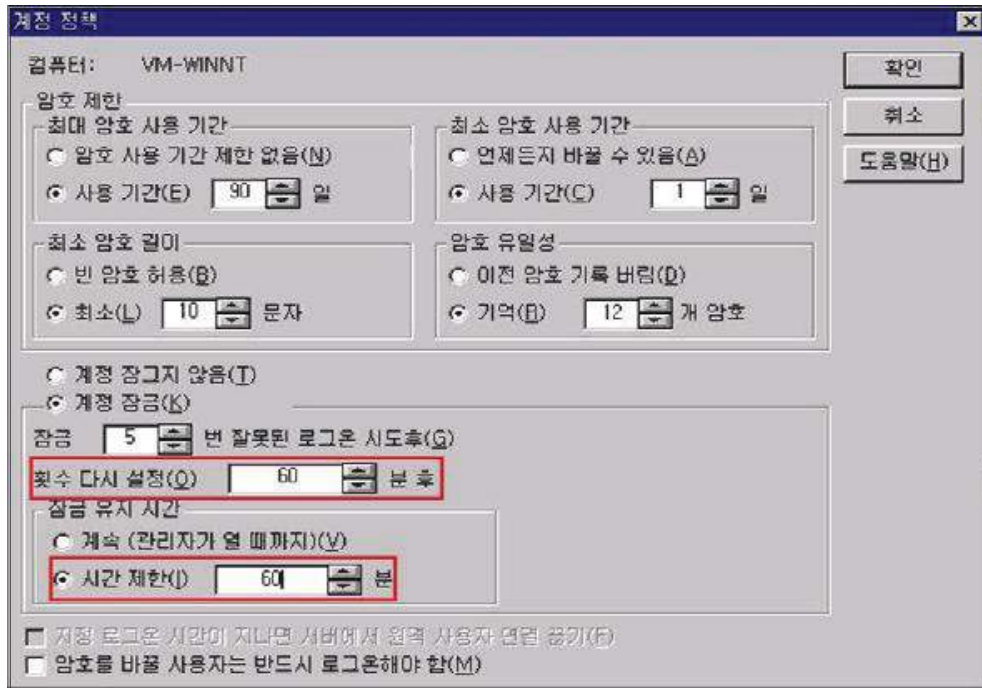 계정 정책
컴퓨터: VM-WINNT
확인
취소
도움말(H)
암호 제한
최대 암호 사용 기간
암호 사용 기간 제한 없음(N)
사용 기간(E) 90 일
최소 암호 사용 기간
언제든지 바꿀 수 있음(A)
사용 기간(C) 1 일
최소 암호 길이
빈 암호 허용(B)
최소(L) 10 문자
암호 유일성
이전 암호 기록 버림(D)
기억(R) 12 개 암호
계정 잠그지 않음(T)
계정 잠금(K)
잠금 5 번 잘못된 로그온 시도후(G)
횟수 다시 설정(O) 60 분 후
잠금 유지 시간
계속 (관리자가 열 때까지)(V)
시간 제한(I) 60 분
지정 로그온 시간이 지나면 서버에서 원격 사용자 연결 끊기(F)
암호를 바꿀 사용자는 반드시 로그온해야 함(M)